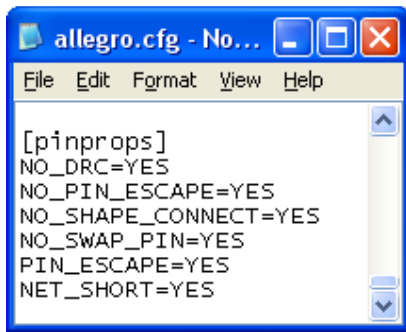 allegro.cfg - No...
File Edit Format View Help
[pinprops]
NO_DRC=YES
NO_PIN_ESCAPE=YES
NO_SHAPE_CONNECT=YES
NO_SWAP_PIN=YES
PIN_ESCAPE=YES
NET_SHORT=YES